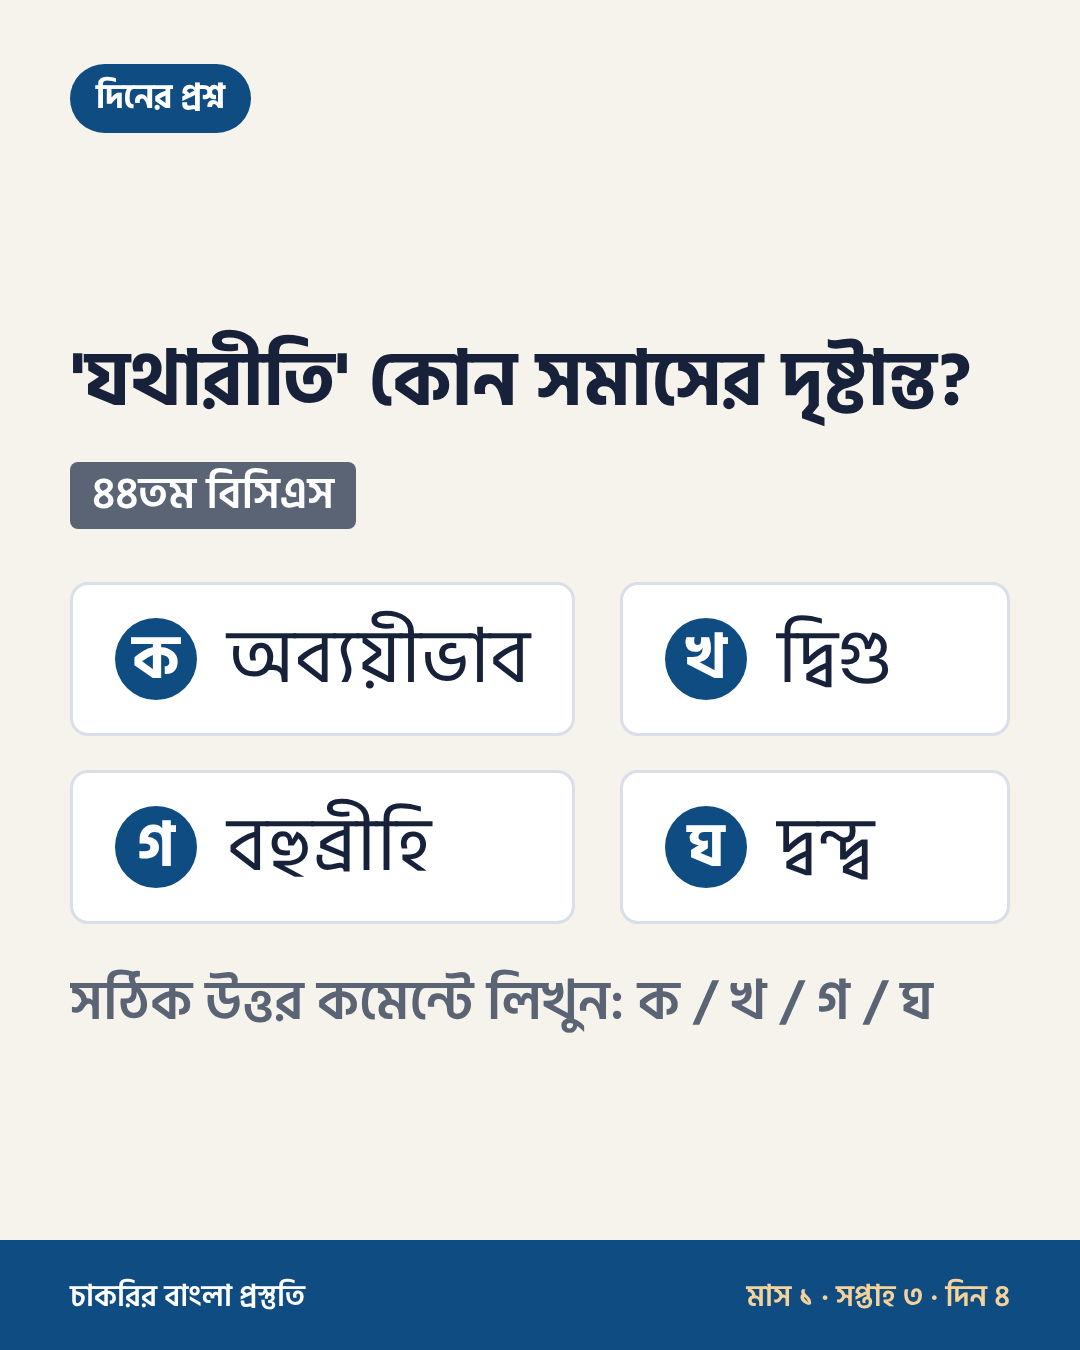 দিনের প্রশ্ন
'যথারীতি' কোন সমাসের দৃষ্টান্ত?
৪৪তম বিসিএস
ক অব্যয়ীভাব
খ দ্বিগু
গ বহুব্রীহি
ঘ দ্বন্দ্ব
সঠিক উত্তর কমেন্টে লিখুন: ক / খ / গ / ঘ
চাকরির বাংলা প্রস্তুতি
মাস ১ · সপ্তাহ ৩ · দিন ৪